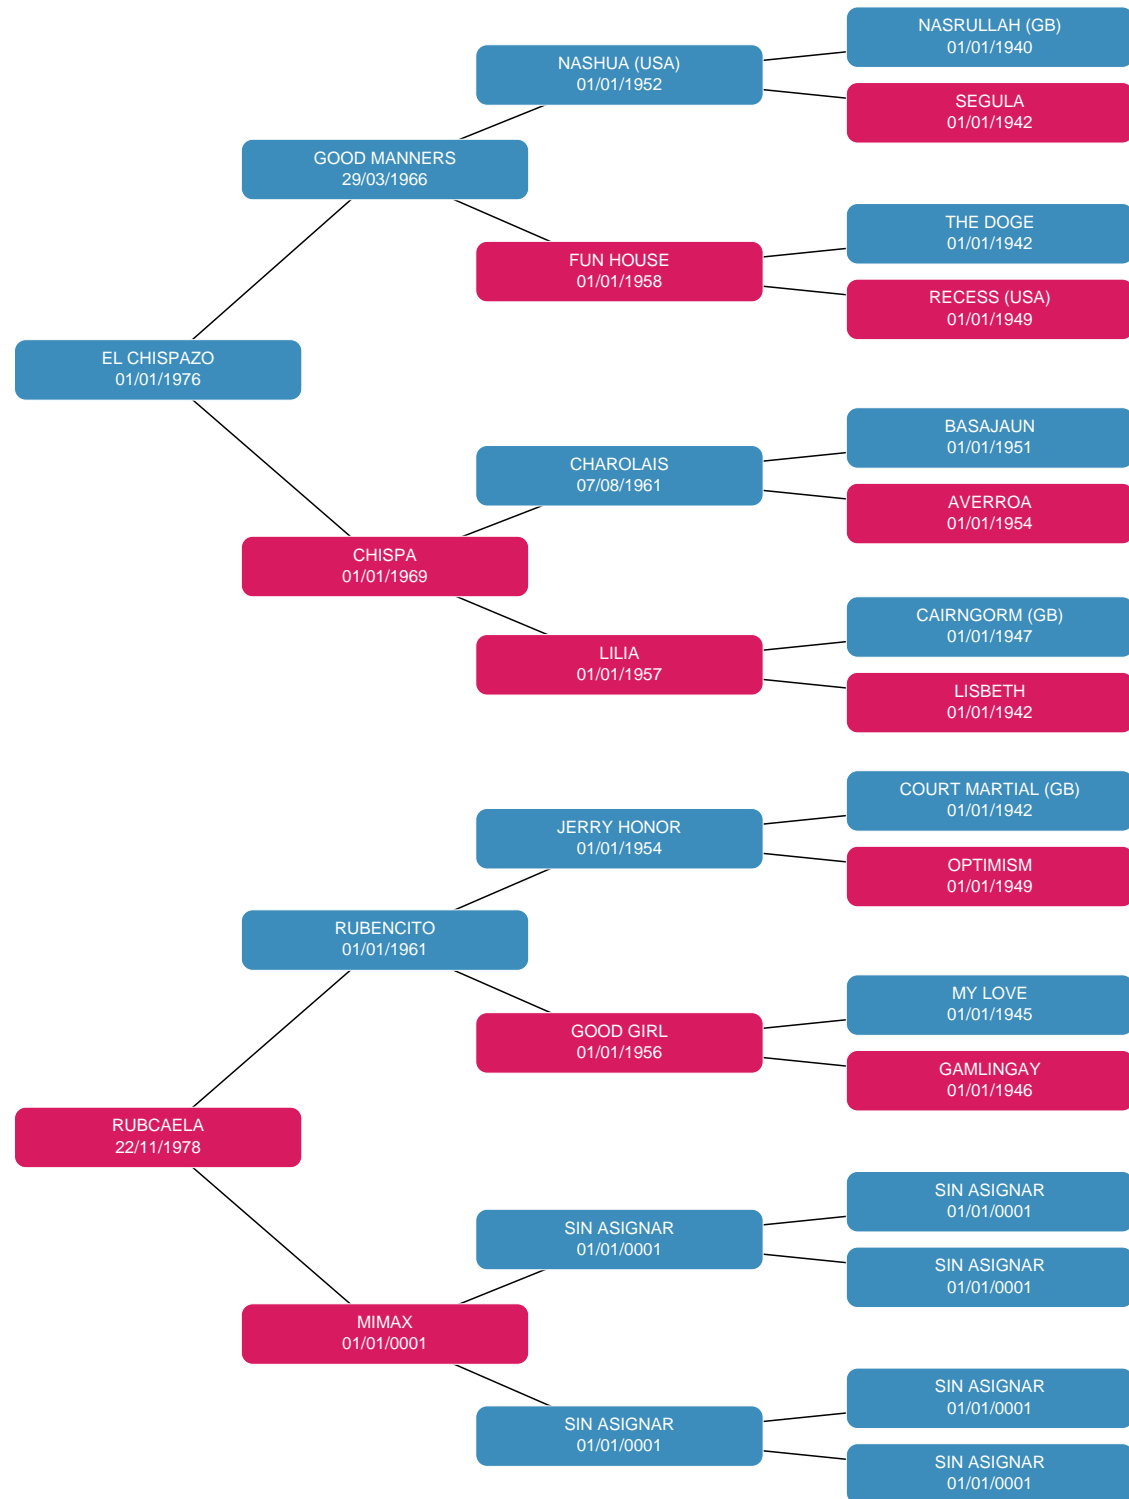 NASRULLAH (GB)
01/01/1940
NASHUA (USA)
01/01/1952
SEGULA
01/01/1942
GOOD MANNERS
29/03/1966
THE DOGE
01/01/1942
FUN HOUSE
01/01/1958
RECESS (USA)
01/01/1949
EL CHISPAZO
01/01/1976
BASAJAUN
01/01/1951
CHAROLAIS
07/08/1961
AVERROA
01/01/1954
CHISPA
01/01/1969
CAIRNGORM (GB)
01/01/1947
LILIA
01/01/1957
LISBETH
01/01/1942
COURT MARTIAL (GB)
01/01/1942
JERRY HONOR
01/01/1954
OPTIMISM
01/01/1949
RUBENCITO
01/01/1961
MY LOVE
01/01/1945
GOOD GIRL
01/01/1956
GAMLINGAY
01/01/1946
RUBCAELA
22/11/1978
SIN ASIGNAR
01/01/0001
SIN ASIGNAR
01/01/0001
SIN ASIGNAR
01/01/0001
MIMAX
01/01/0001
SIN ASIGNAR
01/01/0001
SIN ASIGNAR
01/01/0001
SIN ASIGNAR
01/01/0001